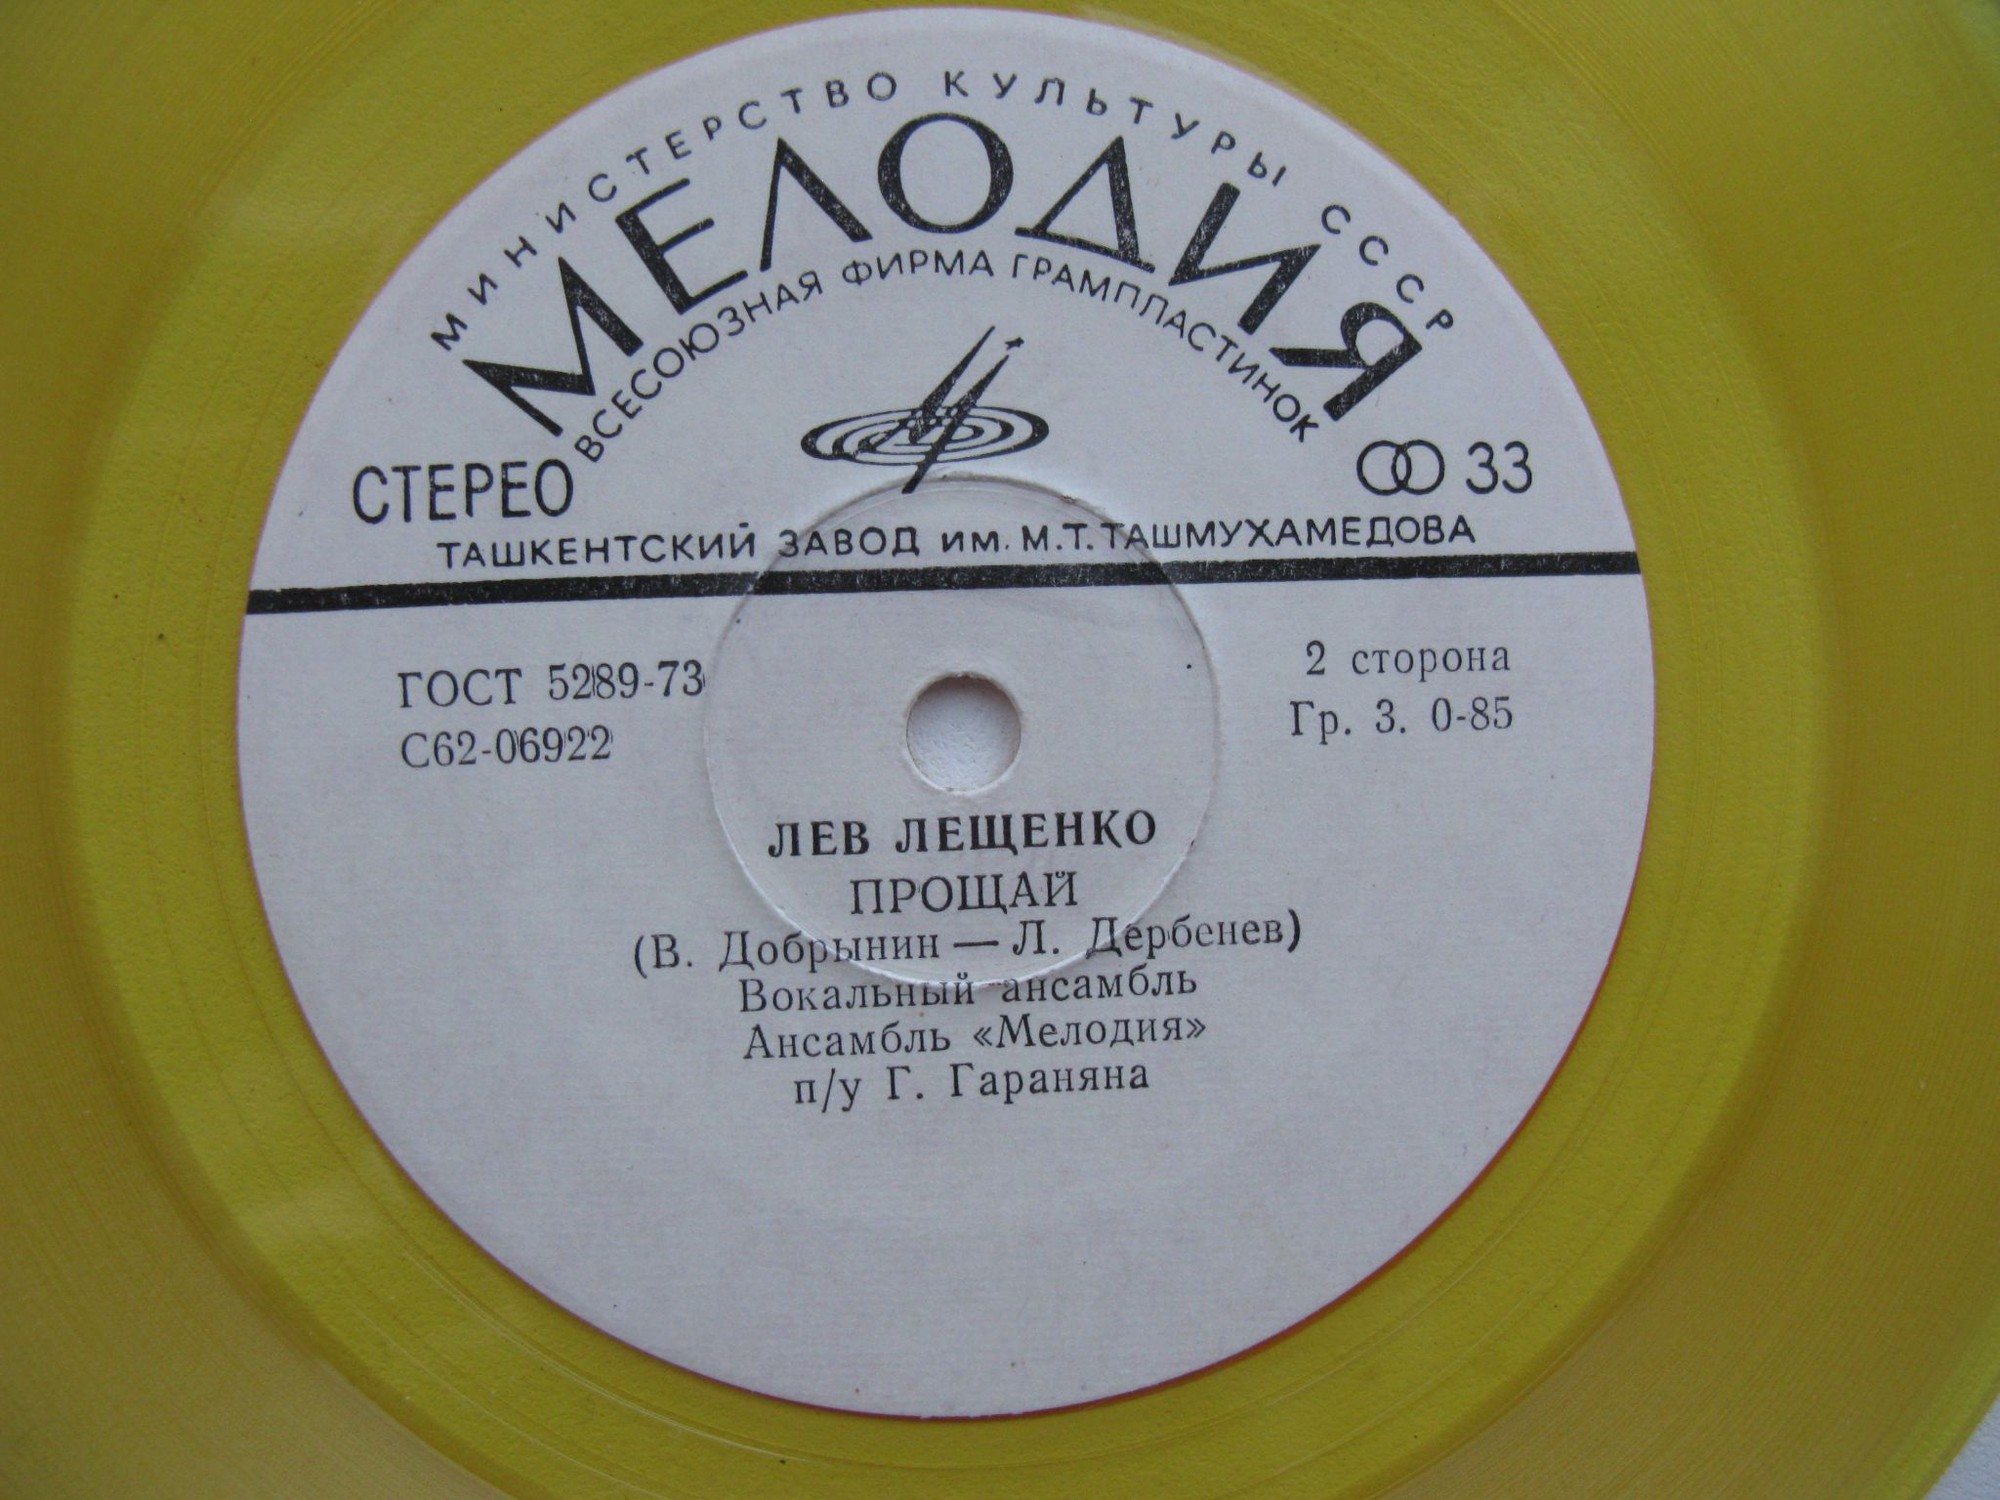 МИНИСТЕРСТВО КУЛЬТУРЫ СССР
МЕЛОДИЯ
ВСЕСОЮЗНАЯ ФИРМА ГРАМПЛАСТИНОК
СТЕРЕО
33
ТАШКЕНТСКИЙ ЗАВОД ИМ. М.Т. ТАШМУХАМЕДОВА
ГОСТ 5289-73
2 сторона
С62-06922
Гр. 3. 0-85
ЛЕВ ЛЕЩЕНКО
ПРОЩАЙ
(В. Добрынин — Л. Дербенев)
Вокальный ансамбль
Ансамбль «Мелодия»
п/у Г. Гараняна